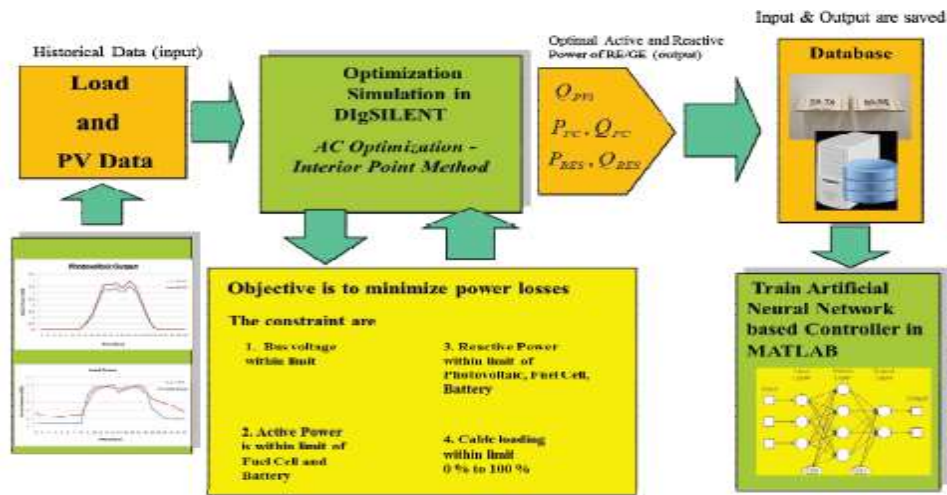 Input & Output are saved
Historical Data (input)
Load
and
PV Data
Optimization
Simulation in
DIgSILENT
AC Optimization -
Interior Point Method
Optimal Active and Reactive
Power of RE/GE (output)
P_FC , Q_FC
P_BES , Q_BES
Database
Photovoltaic Output
Objective is to minimize power losses
The constraint are
1. Bus voltage
within limit
2. Active Power
is within limit of
Fuel Cell and
Battery
3. Reactive Power
within limit of
Photovoltaic, Fuel Cell,
Battery
4. Cable loading
within limit
0 % to 100 %
Train Artificial
Neural Network
based Controller in
MATLAB